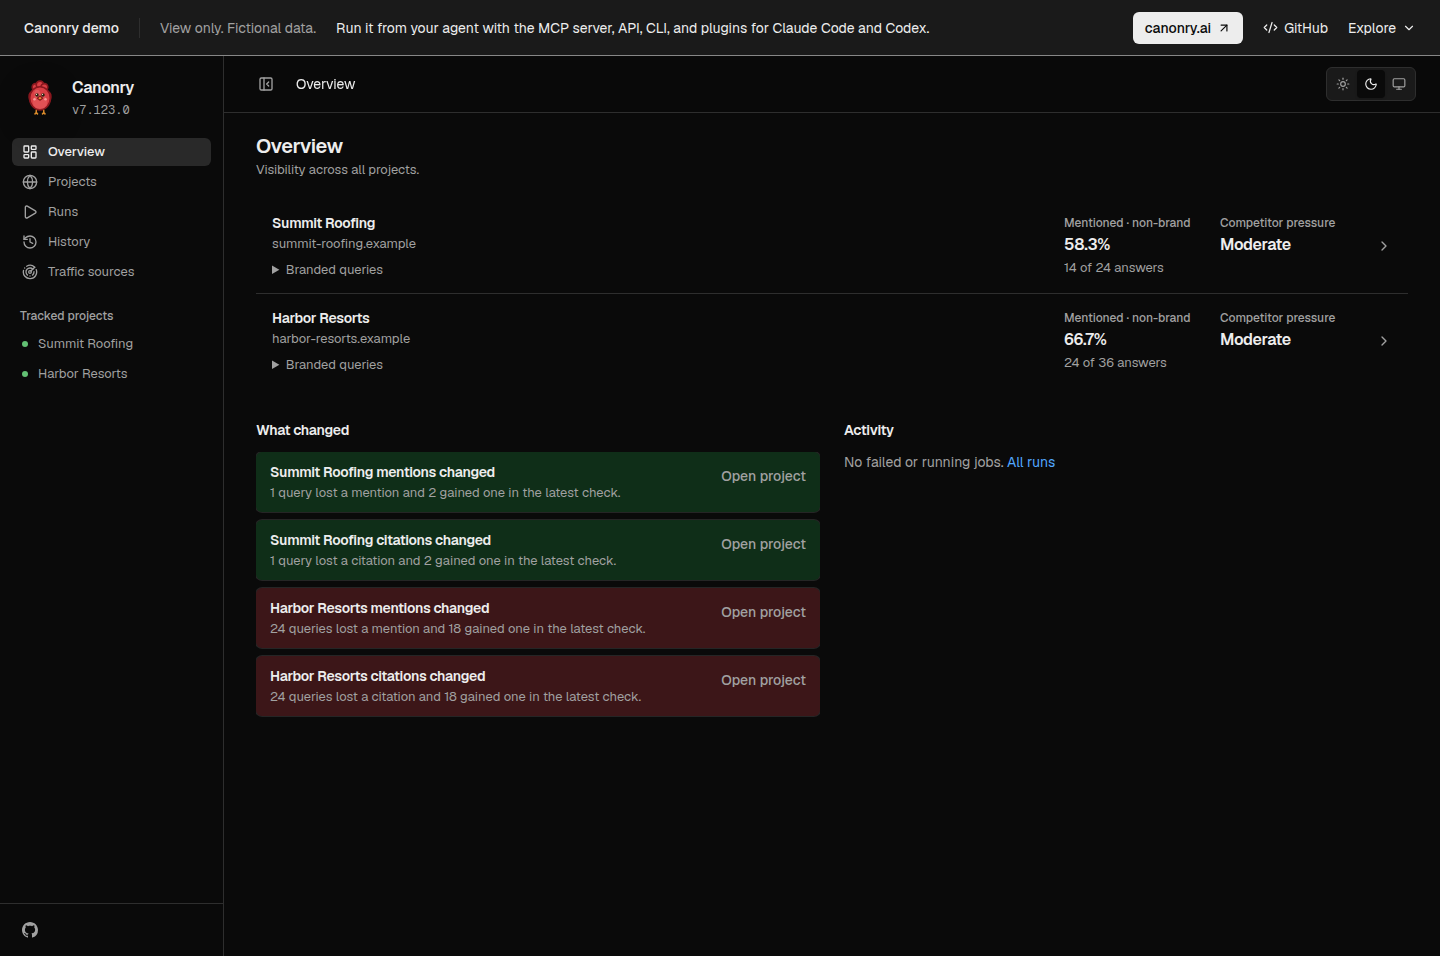 Canonry demo
View only. Fictional data.
Run it from your agent with the MCP server, API, CLI, and plugins for Claude Code and Codex.
canonry.ai
GitHub
Explore
Canonry
v7.123.0
Overview
Projects
Runs
History
Traffic sources
Tracked projects
Summit Roofing
Harbor Resorts
Overview
Overview
Visibility across all projects.
Summit Roofing
summit-roofing.example
Branded queries
Mentioned · non-brand
58.3%
14 of 24 answers
Competitor pressure
Moderate
Harbor Resorts
harbor-resorts.example
Branded queries
Mentioned · non-brand
66.7%
24 of 36 answers
Competitor pressure
Moderate
What changed
Summit Roofing mentions changed
1 query lost a mention and 2 gained one in the latest check.
Open project
Summit Roofing citations changed
1 query lost a citation and 2 gained one in the latest check.
Open project
Harbor Resorts mentions changed
24 queries lost a mention and 18 gained one in the latest check.
Open project
Harbor Resorts citations changed
24 queries lost a citation and 18 gained one in the latest check.
Open project
Activity
No failed or running jobs. All runs